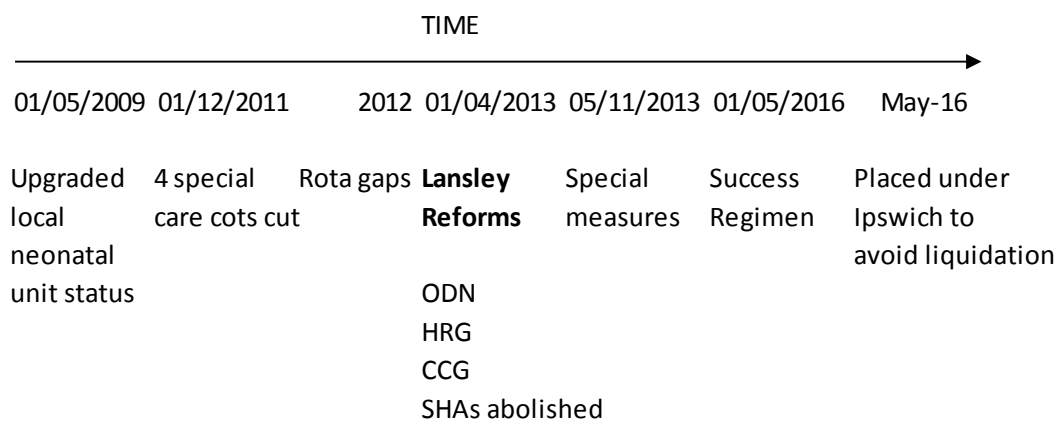 TIME
01/05/2009 01/12/2011 2012 01/04/2013 05/11/2013 01/05/2016 May-16
Upgraded 4 special Rota gaps Lansley Special Success Placed under
local care cots cut Reforms measures Regimen Ipswich to
neonatal avoid liquidation
unit status ODN
HRG
CCG
SHAs abolished